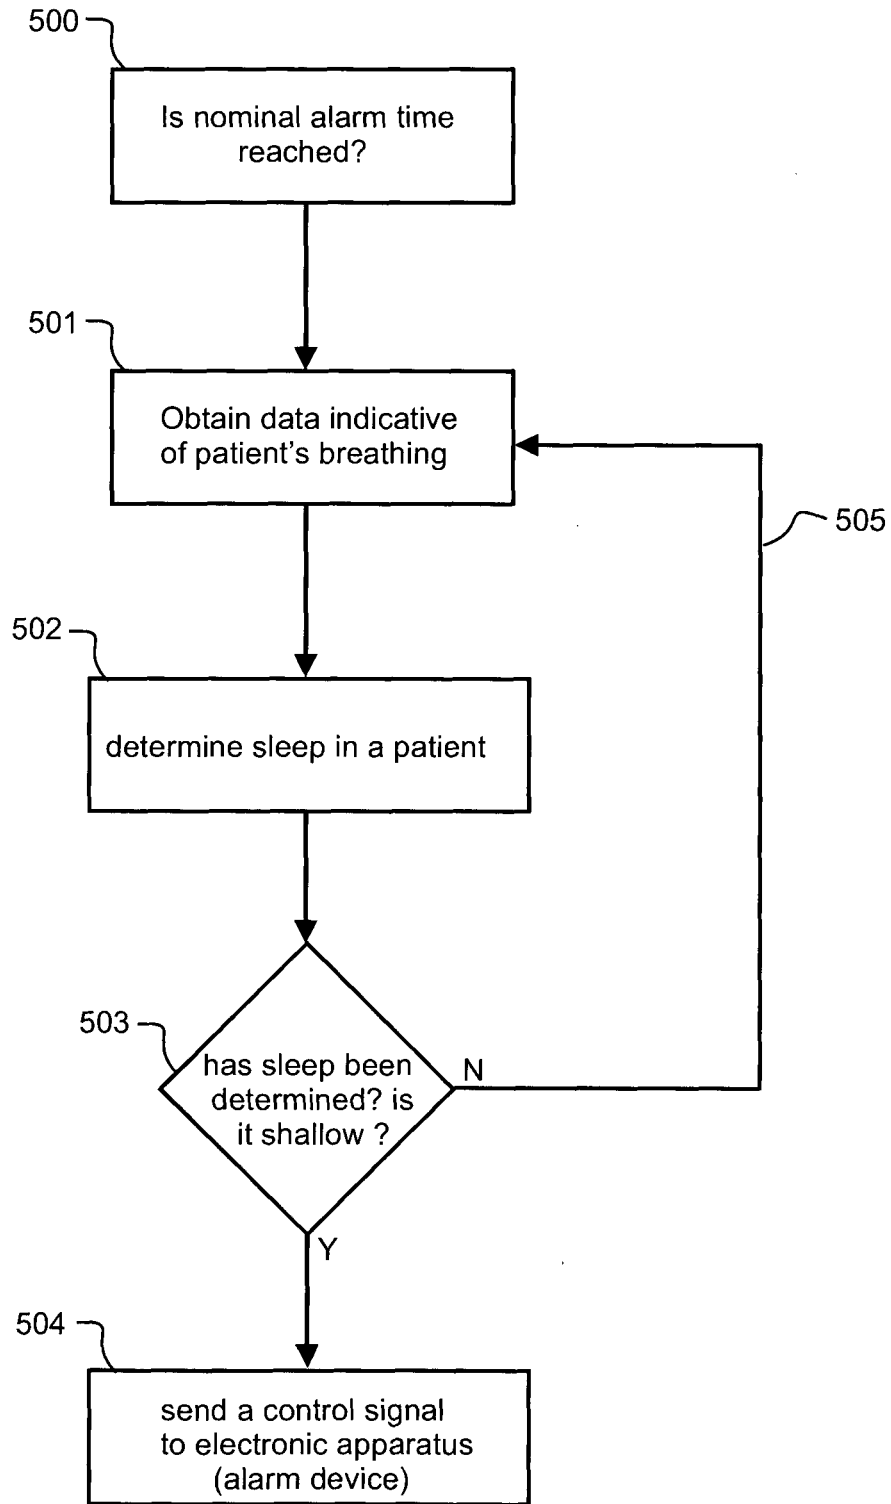 500
Is nominal alarm time
reached?
501
Obtain data indicative
of patient's breathing
505
502
determine sleep in a patient
503
has sleep been
determined? is
it shallow ?
N
Y
504
send a control signal
to electronic apparatus
(alarm device)